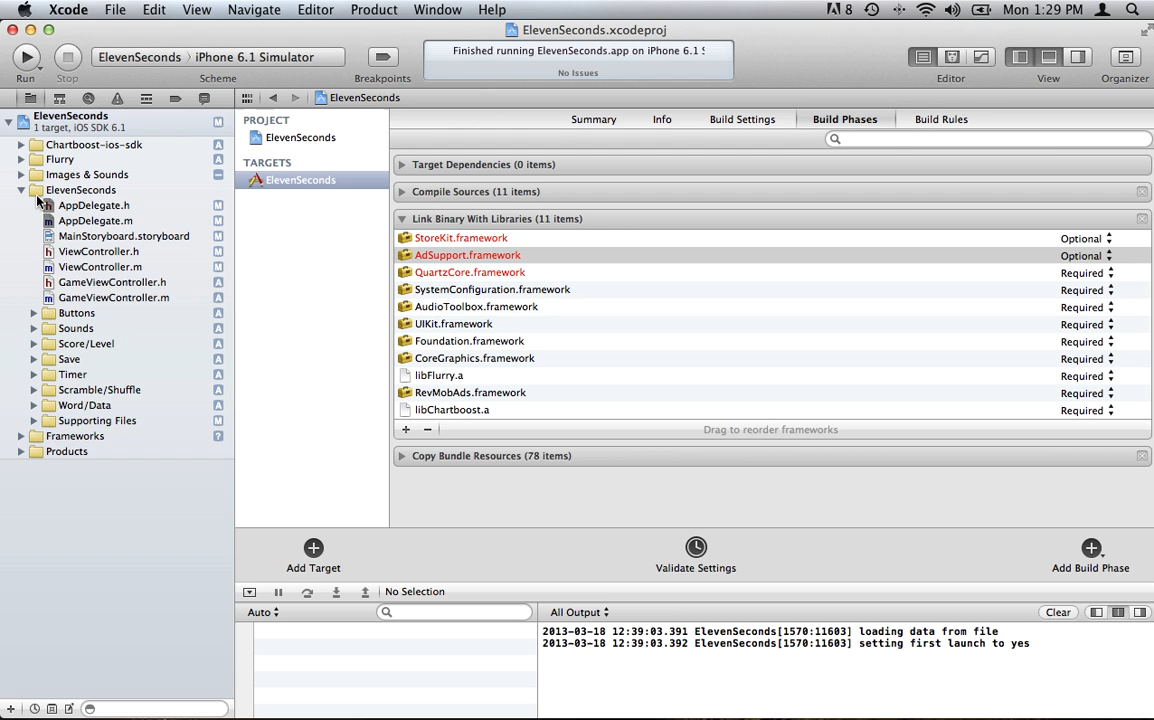 Xcode File Edit View Navigate Editor Product Window Help 8 Mon 1:29 PM
ElevenSeconds.xcodeproj
ElevenSeconds > iPhone 6.1 Simulator
Finished running ElevenSeconds.app on iPhone 6.1 S
No Issues
Run Stop Scheme Breakpoints Editor View Organizer
ElevenSeconds
ElevenSeconds
1 target, iOS SDK 6.1
M
Chartboost-ios-sdk A
Flurry A
Images & Sounds
ElevenSeconds
AppDelegate.h M
AppDelegate.m M
MainStoryboard.storyboard M
ViewController.h M
ViewController.m M
GameViewController.h A
GameViewController.m A
Buttons A
Sounds A
Score/Level A
Save A
Timer A
Scramble/Shuffle A
Word/Data A
Supporting Files M
Frameworks ?
Products
PROJECT
ElevenSeconds
TARGETS
ElevenSeconds
Summary Info Build Settings Build Phases Build Rules
Target Dependencies (0 items)
Compile Sources (11 items)
Link Binary With Libraries (11 items)
StoreKit.framework Optional
AdSupport.framework Optional
QuartzCore.framework Required
SystemConfiguration.framework Required
AudioToolbox.framework Required
UIKit.framework Required
Foundation.framework Required
CoreGraphics.framework Required
libFlurry.a Required
RevMobAds.framework Required
libChartboost.a Required
+ − Drag to reorder frameworks
Copy Bundle Resources (78 items)
Add Target Validate Settings Add Build Phase
No Selection
Auto All Output Clear
2013-03-18 12:39:03.391 ElevenSeconds[1570:11603] loading data from file
2013-03-18 12:39:03.392 ElevenSeconds[1570:11603] setting first launch to yes